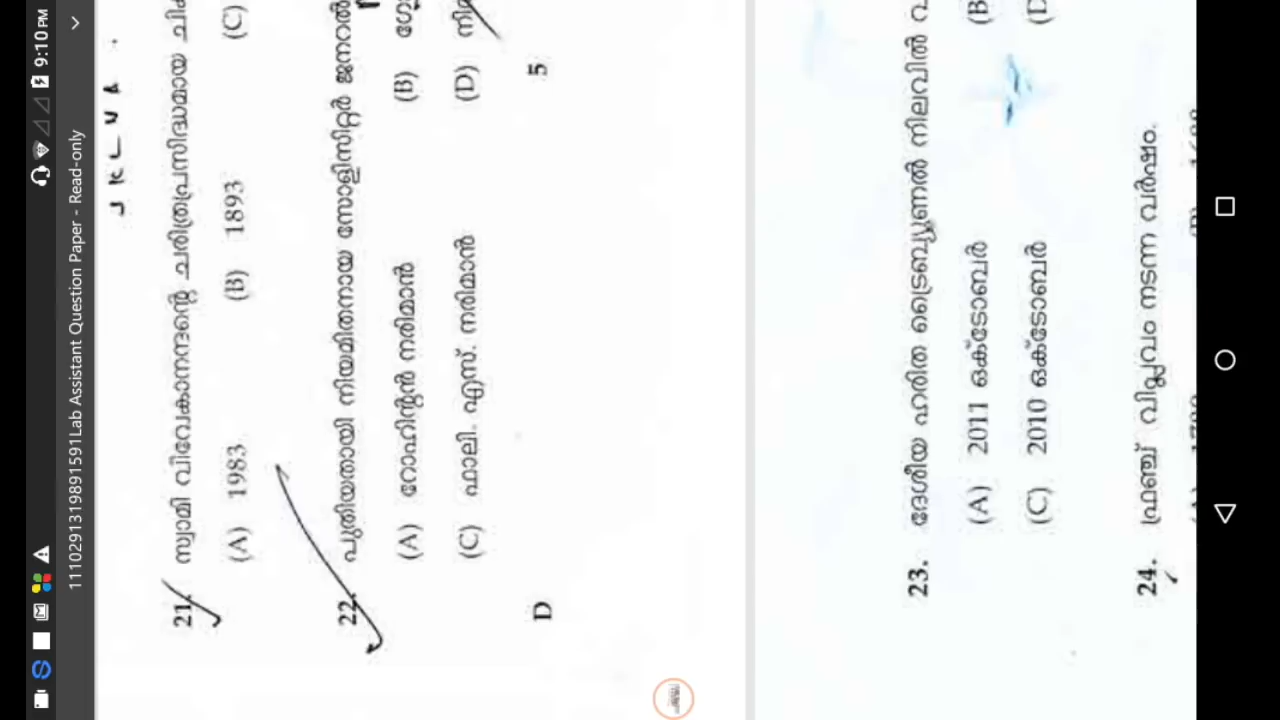 9:10 PM
11102913198915​91Lab Assistant Question Paper - Read-only
J K L M
21. സ്വാമി വിവേകാനന്ദന്റെ ചരിത്രപ്രസിദ്ധമായ
(A) 1983 (B) 1893 (C)
22. പുതിയതായി നിയമിതനായ സോളിസിറ്റർ ജനറൽ
(A) റോഹിന്റൻ നരിമാൻ (B)
(C) ഫാലി. എസ്. നരിമാൻ (D)
D 5
23. ദേശീയ ഹരിത ട്രൈബ്യൂണൽ നിലവിൽ
(A) 2011 ഒക്ടോബർ (B
(C) 2010 ഒക്ടോബർ (D
24. ഫ്രഞ്ച് വിപ്ലവം നടന്ന വർഷം.